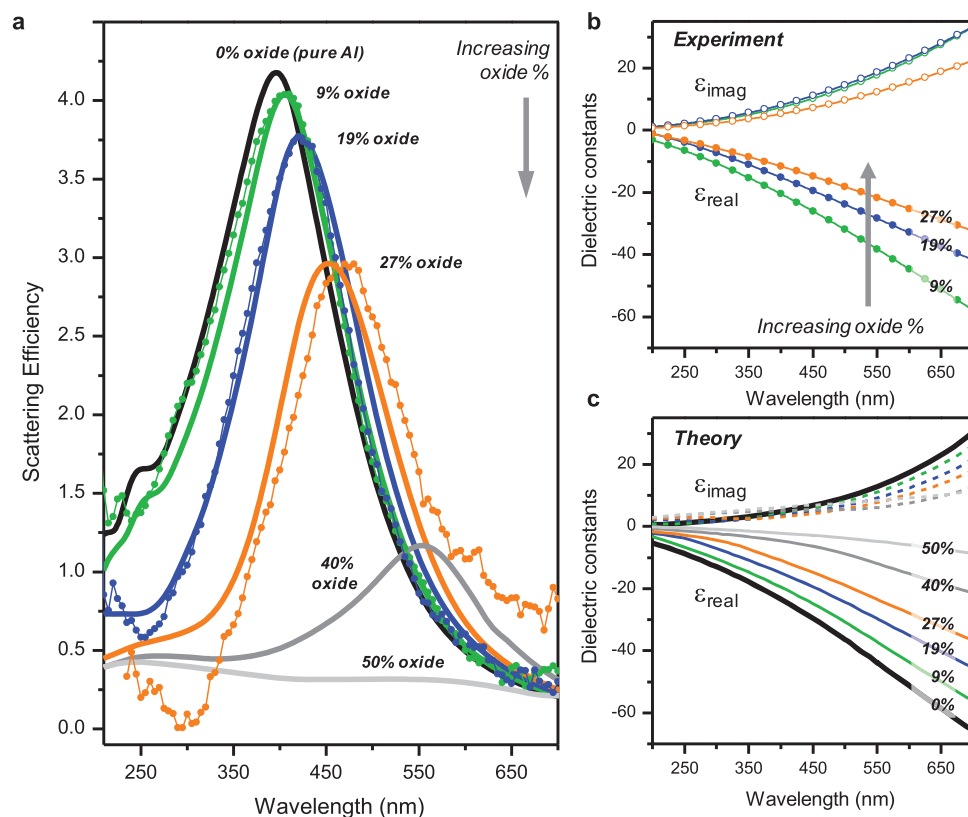 a
0% oxide (pure Al)
9% oxide
19% oxide
27% oxide
40%
oxide
50% oxide
Increasing
oxide %
Scattering Efficiency
4.0
3.5
3.0
2.5
2.0
1.5
1.0
0.5
0.0
250 350 450 550 650
Wavelength (nm)
b
Experiment
εimag
εreal
27%
19%
9%
Increasing oxide %
Dielectric constants
20
0
-20
-40
-60
250 350 450 550 650
Wavelength (nm)
c
Theory
εimag
εreal
50%
40%
27%
19%
9%
0%
Dielectric constants
20
0
-20
-40
-60
250 350 450 550 650
Wavelength (nm)